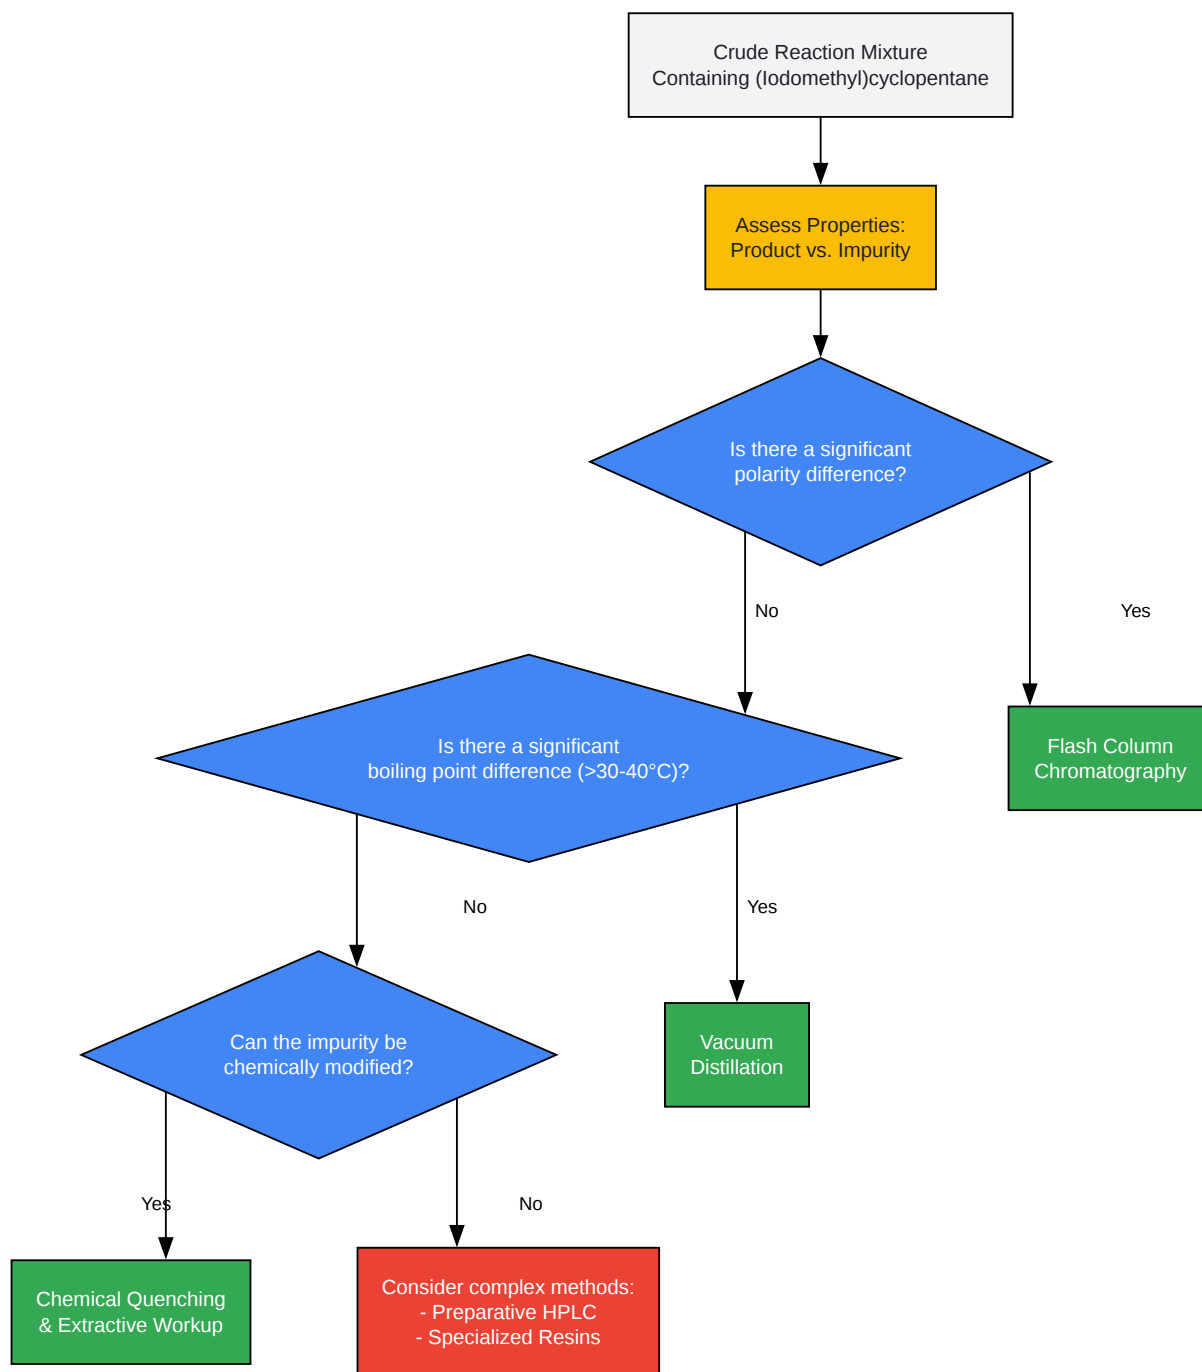 Crude Reaction Mixture
Containing (Iodomethyl)cyclopentane
Assess Properties:
Product vs. Impurity
Is there a significant
polarity difference?
No
Yes
Is there a significant
boiling point difference (>30-40°C)?
Flash Column
Chromatography
No
Yes
Can the impurity be
chemically modified?
Vacuum
Distillation
Yes
No
Chemical Quenching
& Extractive Workup
Consider complex methods:
- Preparative HPLC
- Specialized Resins